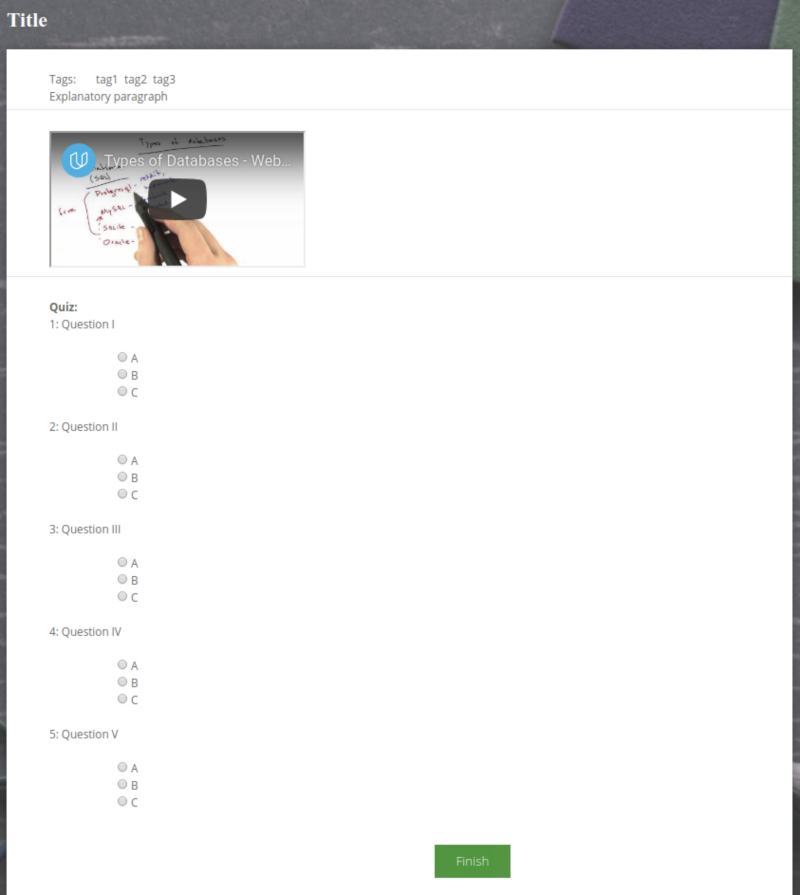 Title
Tags: tag1 tag2 tag3
Explanatory paragraph
Types of Databases
Types of Databases - Web...
(SQL)
Postgresql -
from
MySQL -
SQLite -
Oracle -
Quiz:
1: Question I
A
B
C
2: Question II
A
B
C
3: Question III
A
B
C
4: Question IV
A
B
C
5: Question V
A
B
C
Finish